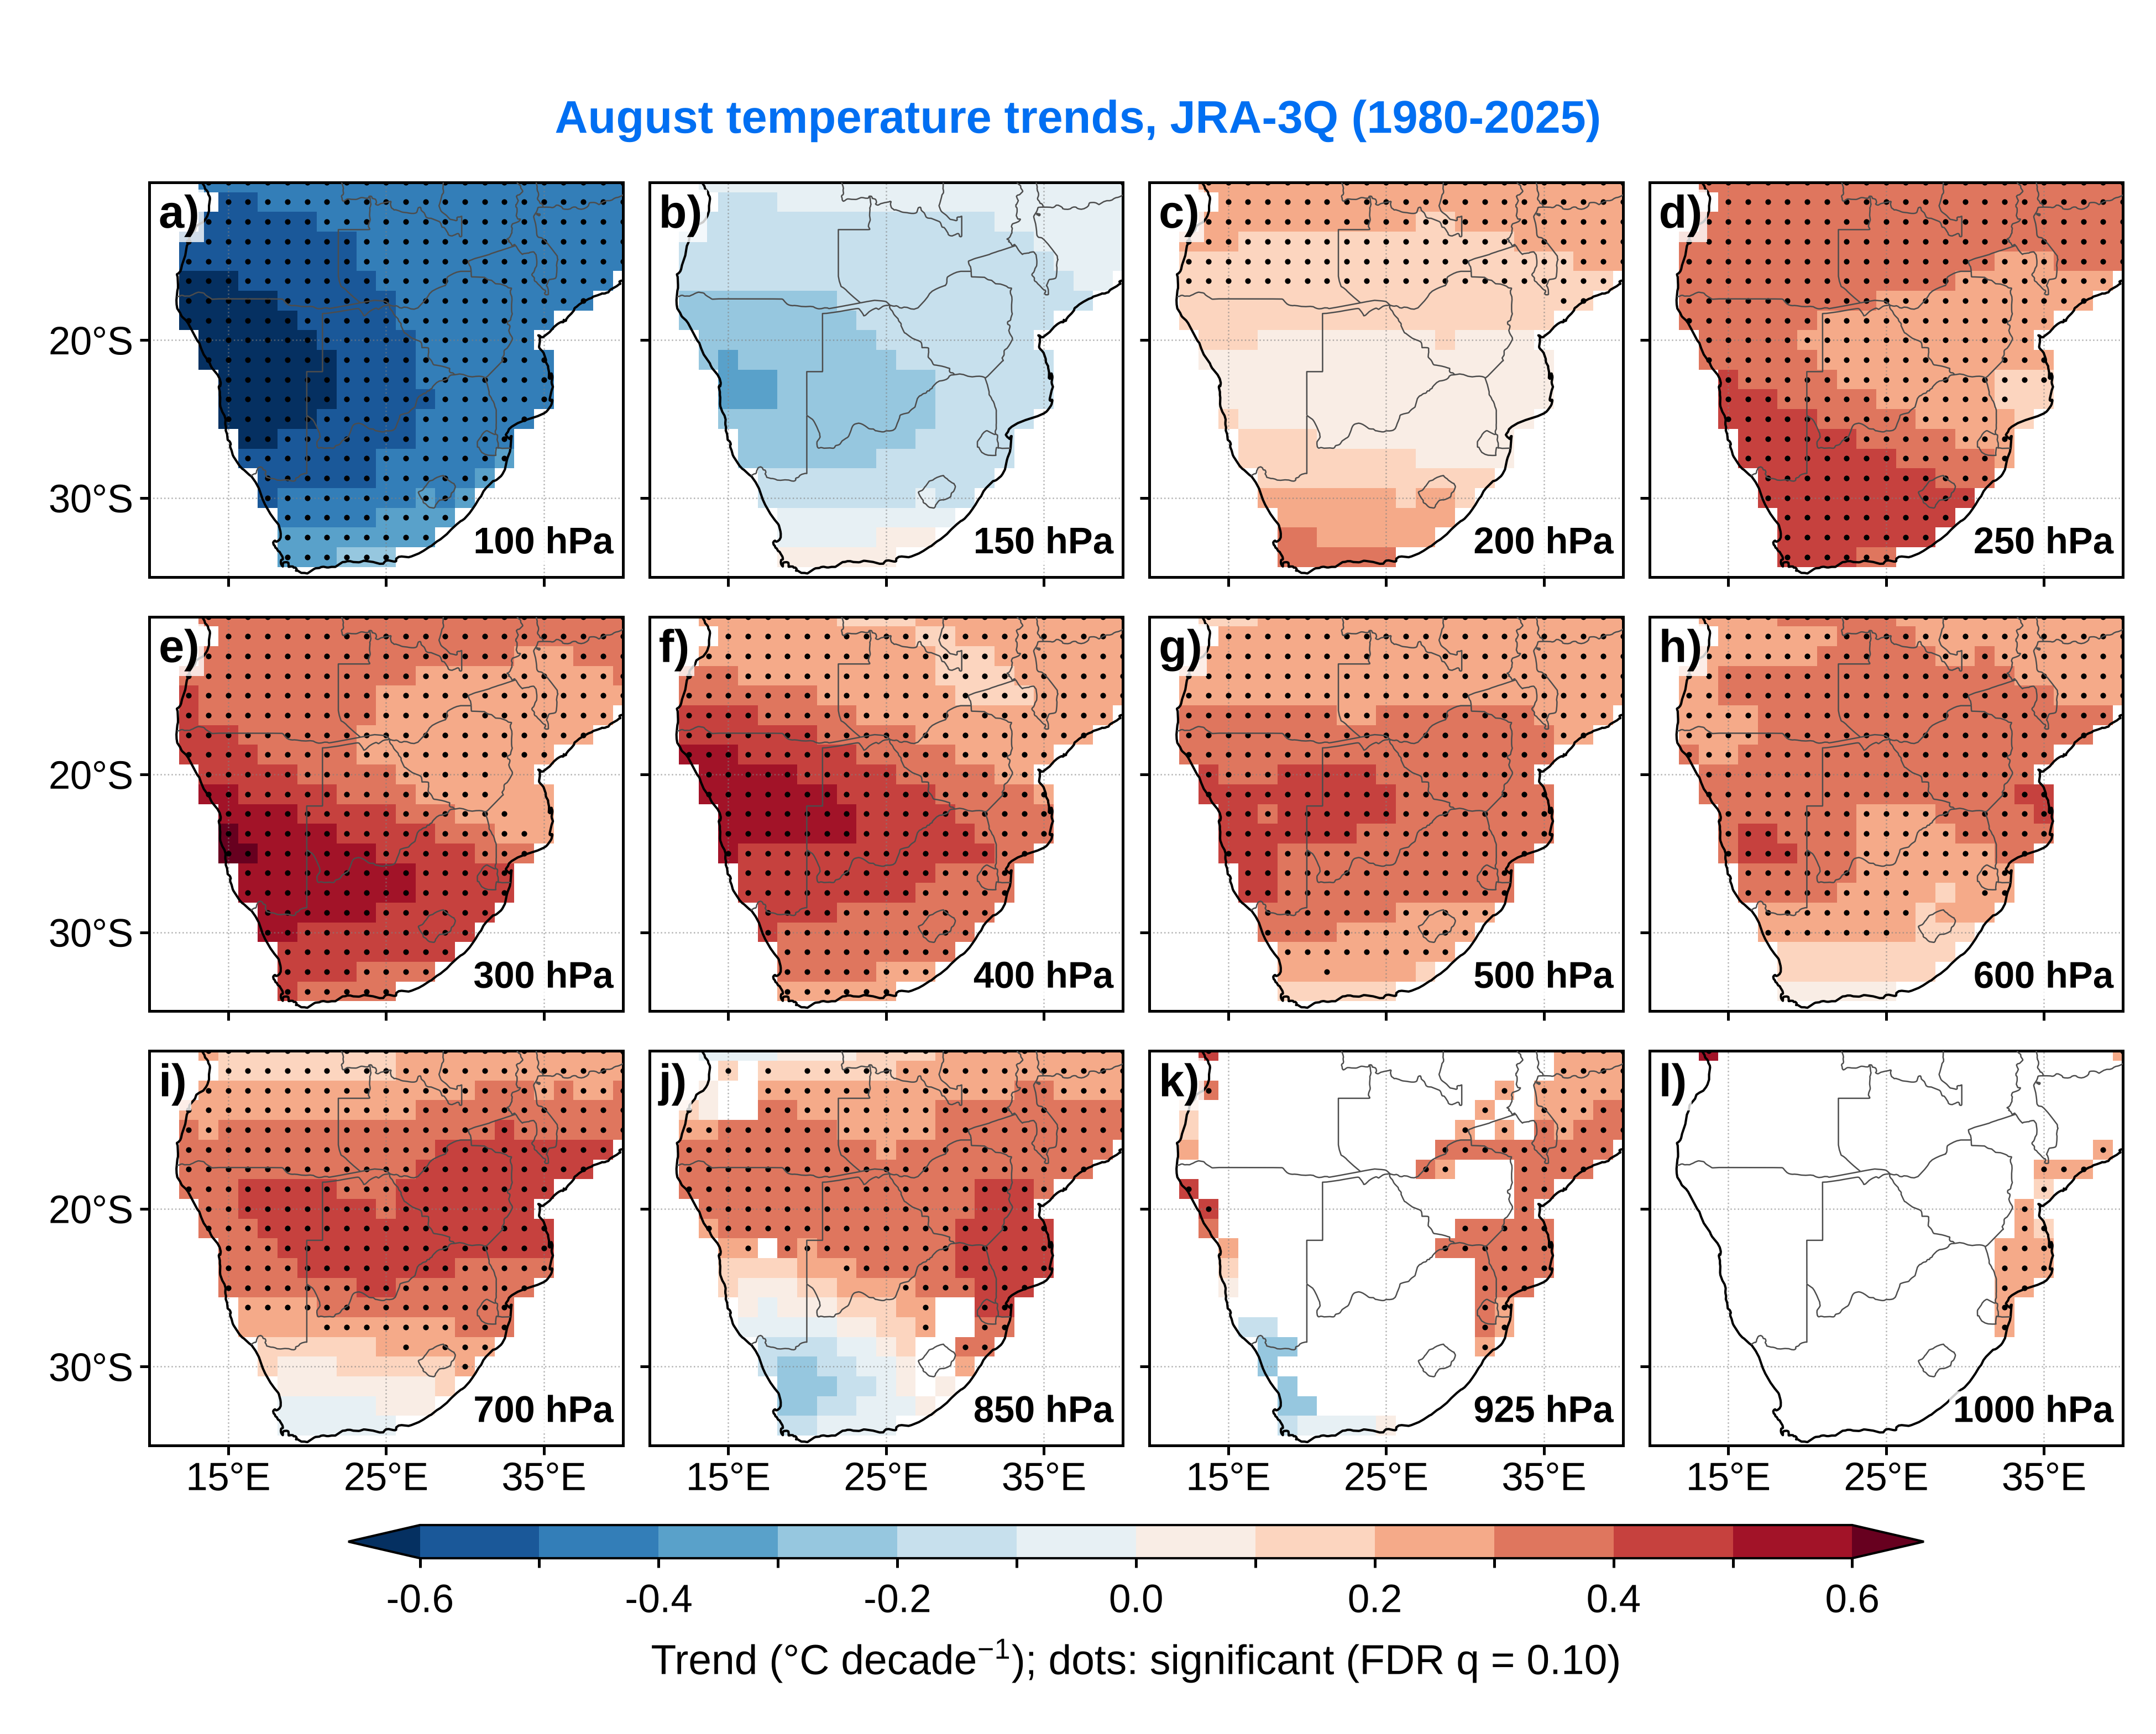 August temperature trends, JRA-3Q (1980-2025)
a) b) c) d)
20°S
30°S
100 hPa 150 hPa 200 hPa 250 hPa
e) f) g) h)
20°S
30°S
300 hPa 400 hPa 500 hPa 600 hPa
i) j) k) l)
20°S
30°S
700 hPa 850 hPa 925 hPa 1000 hPa
15°E 25°E 35°E 15°E 25°E 35°E 15°E 25°E 35°E 15°E 25°E 35°E
-0.6 -0.4 -0.2 0.0 0.2 0.4 0.6
Trend (°C decade⁻¹); dots: significant (FDR q = 0.10)